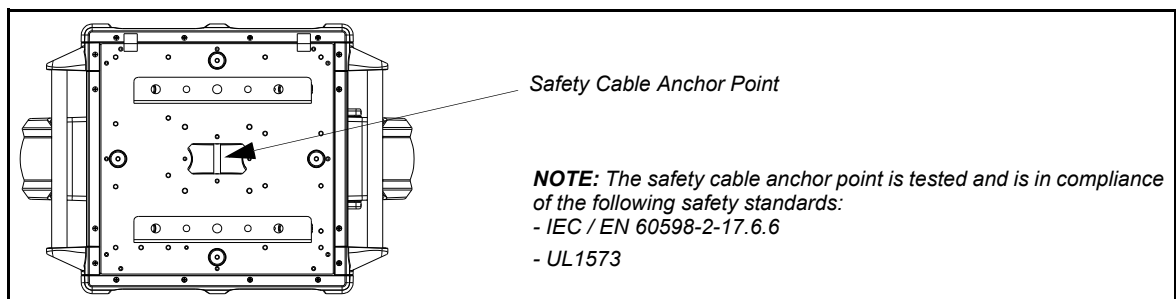 Safety Cable Anchor Point
NOTE: The safety cable anchor point is tested and is in compliance
of the following safety standards:
- IEC / EN 60598-2-17.6.6
- UL1573